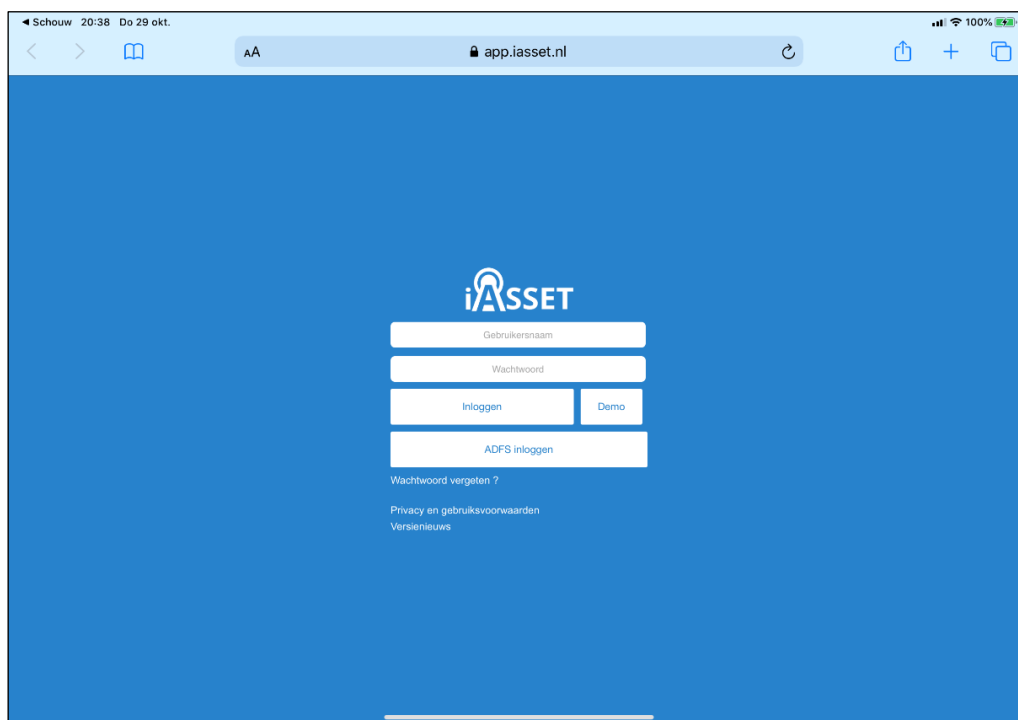 Schouw 20:38 Do 29 okt. 100%
AA app.iasset.nl
iASSET
Gebruikersnaam
Wachtwoord
Inloggen Demo
ADFS inloggen
Wachtwoord vergeten ?
Privacy en gebruiksvoorwaarden
Versienieuws